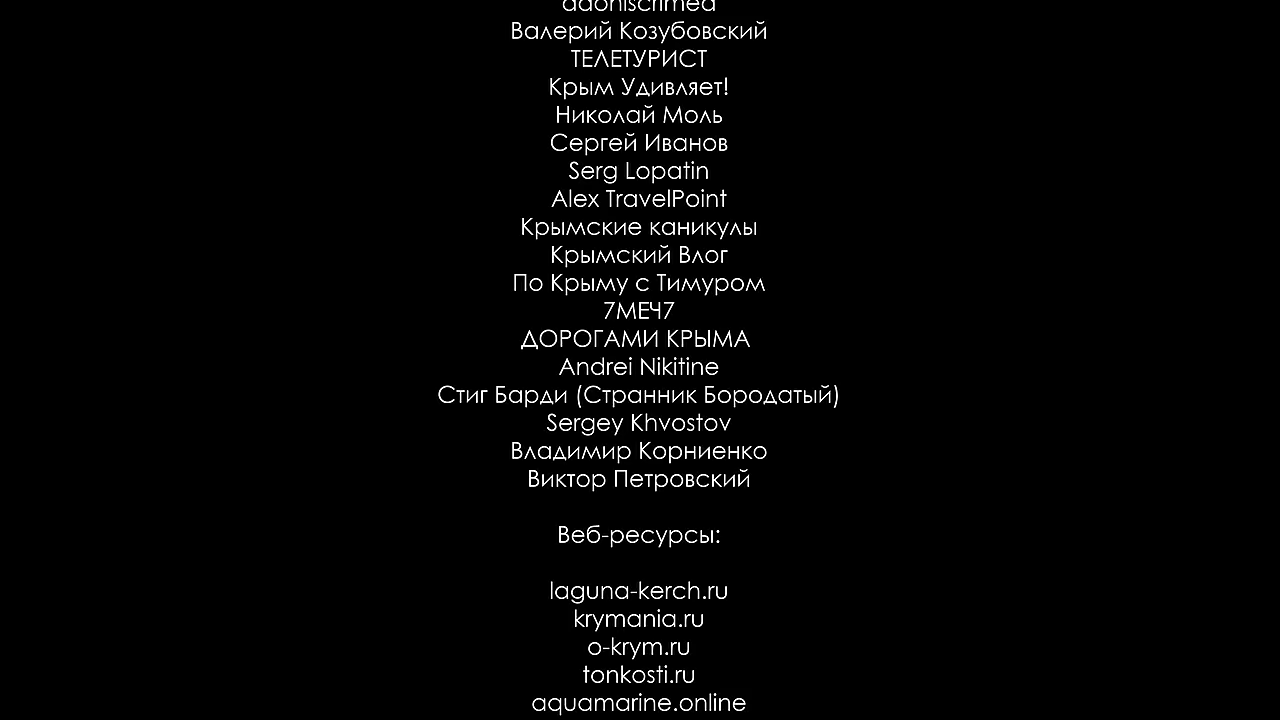 adoniscrimea
Валерий Козубовский
ТЕЛЕТУРИСТ
Крым Удивляет!
Николай Моль
Сергей Иванов
Serg Lopatin
Alex TravelPoint
Крымские каникулы
Крымский Влог
По Крыму с Тимуром
7МЕЧ7
ДОРОГАМИ КРЫМА
Andrei Nikitine
Стиг Барди (Странник Бородатый)
Sergey Khvostov
Владимир Корниенко
Виктор Петровский
Веб-ресурсы:
laguna-kerch.ru
krymania.ru
o-krym.ru
tonkosti.ru
aquamarine.online